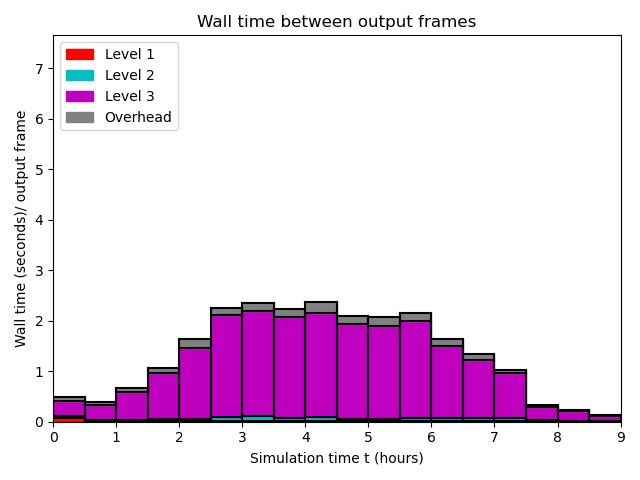 Wall time between output frames
Level 1
Level 2
Level 3
Overhead
Wall time (seconds)/ output frame
7
6
5
4
3
2
1
0
0 1 2 3 4 5 6 7 8 9
Simulation time t (hours)